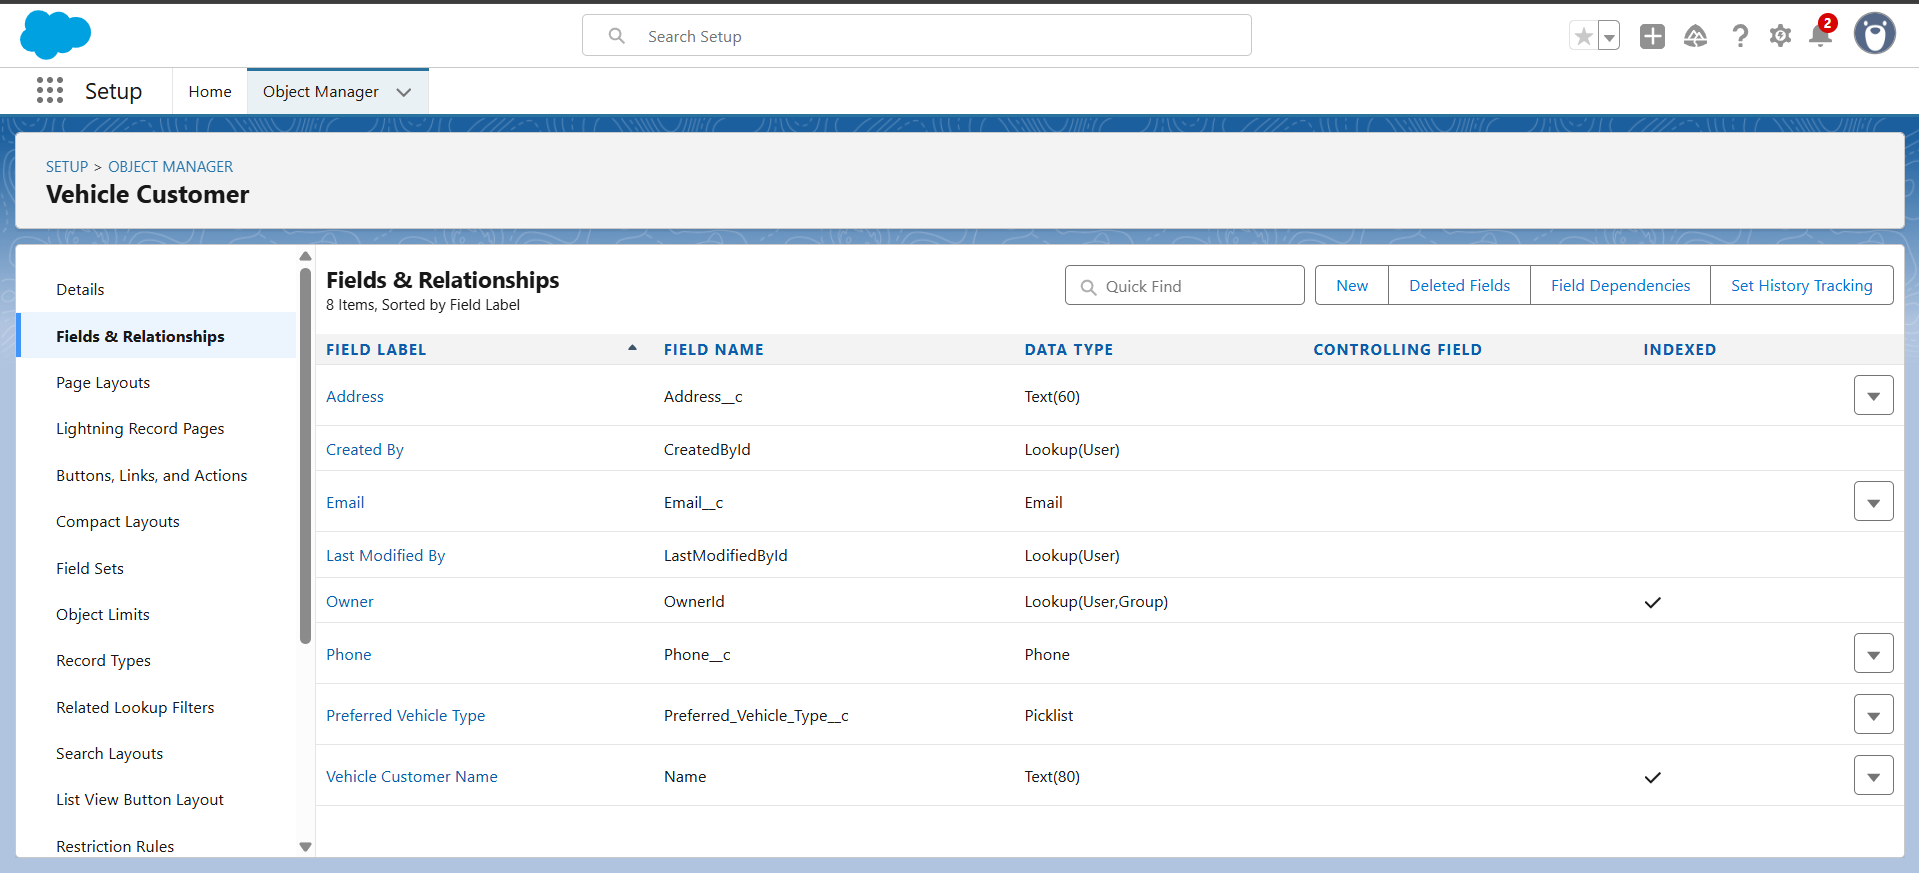 Search Setup
2
Setup
Home
Object Manager
SETUP > OBJECT MANAGER
Vehicle Customer
Details
Fields & Relationships
Page Layouts
Lightning Record Pages
Buttons, Links, and Actions
Compact Layouts
Field Sets
Object Limits
Record Types
Related Lookup Filters
Search Layouts
List View Button Layout
Restriction Rules
Fields & Relationships
8 Items, Sorted by Field Label
Quick Find
New
Deleted Fields
Field Dependencies
Set History Tracking
FIELD LABEL FIELD NAME DATA TYPE CONTROLLING FIELD INDEXED
Address Address__c Text(60)
Created By CreatedById Lookup(User)
Email Email__c Email
Last Modified By LastModifiedById Lookup(User)
Owner OwnerId Lookup(User,Group)
Phone Phone__c Phone
Preferred Vehicle Type Preferred_Vehicle_Type__c Picklist
Vehicle Customer Name Name Text(80)